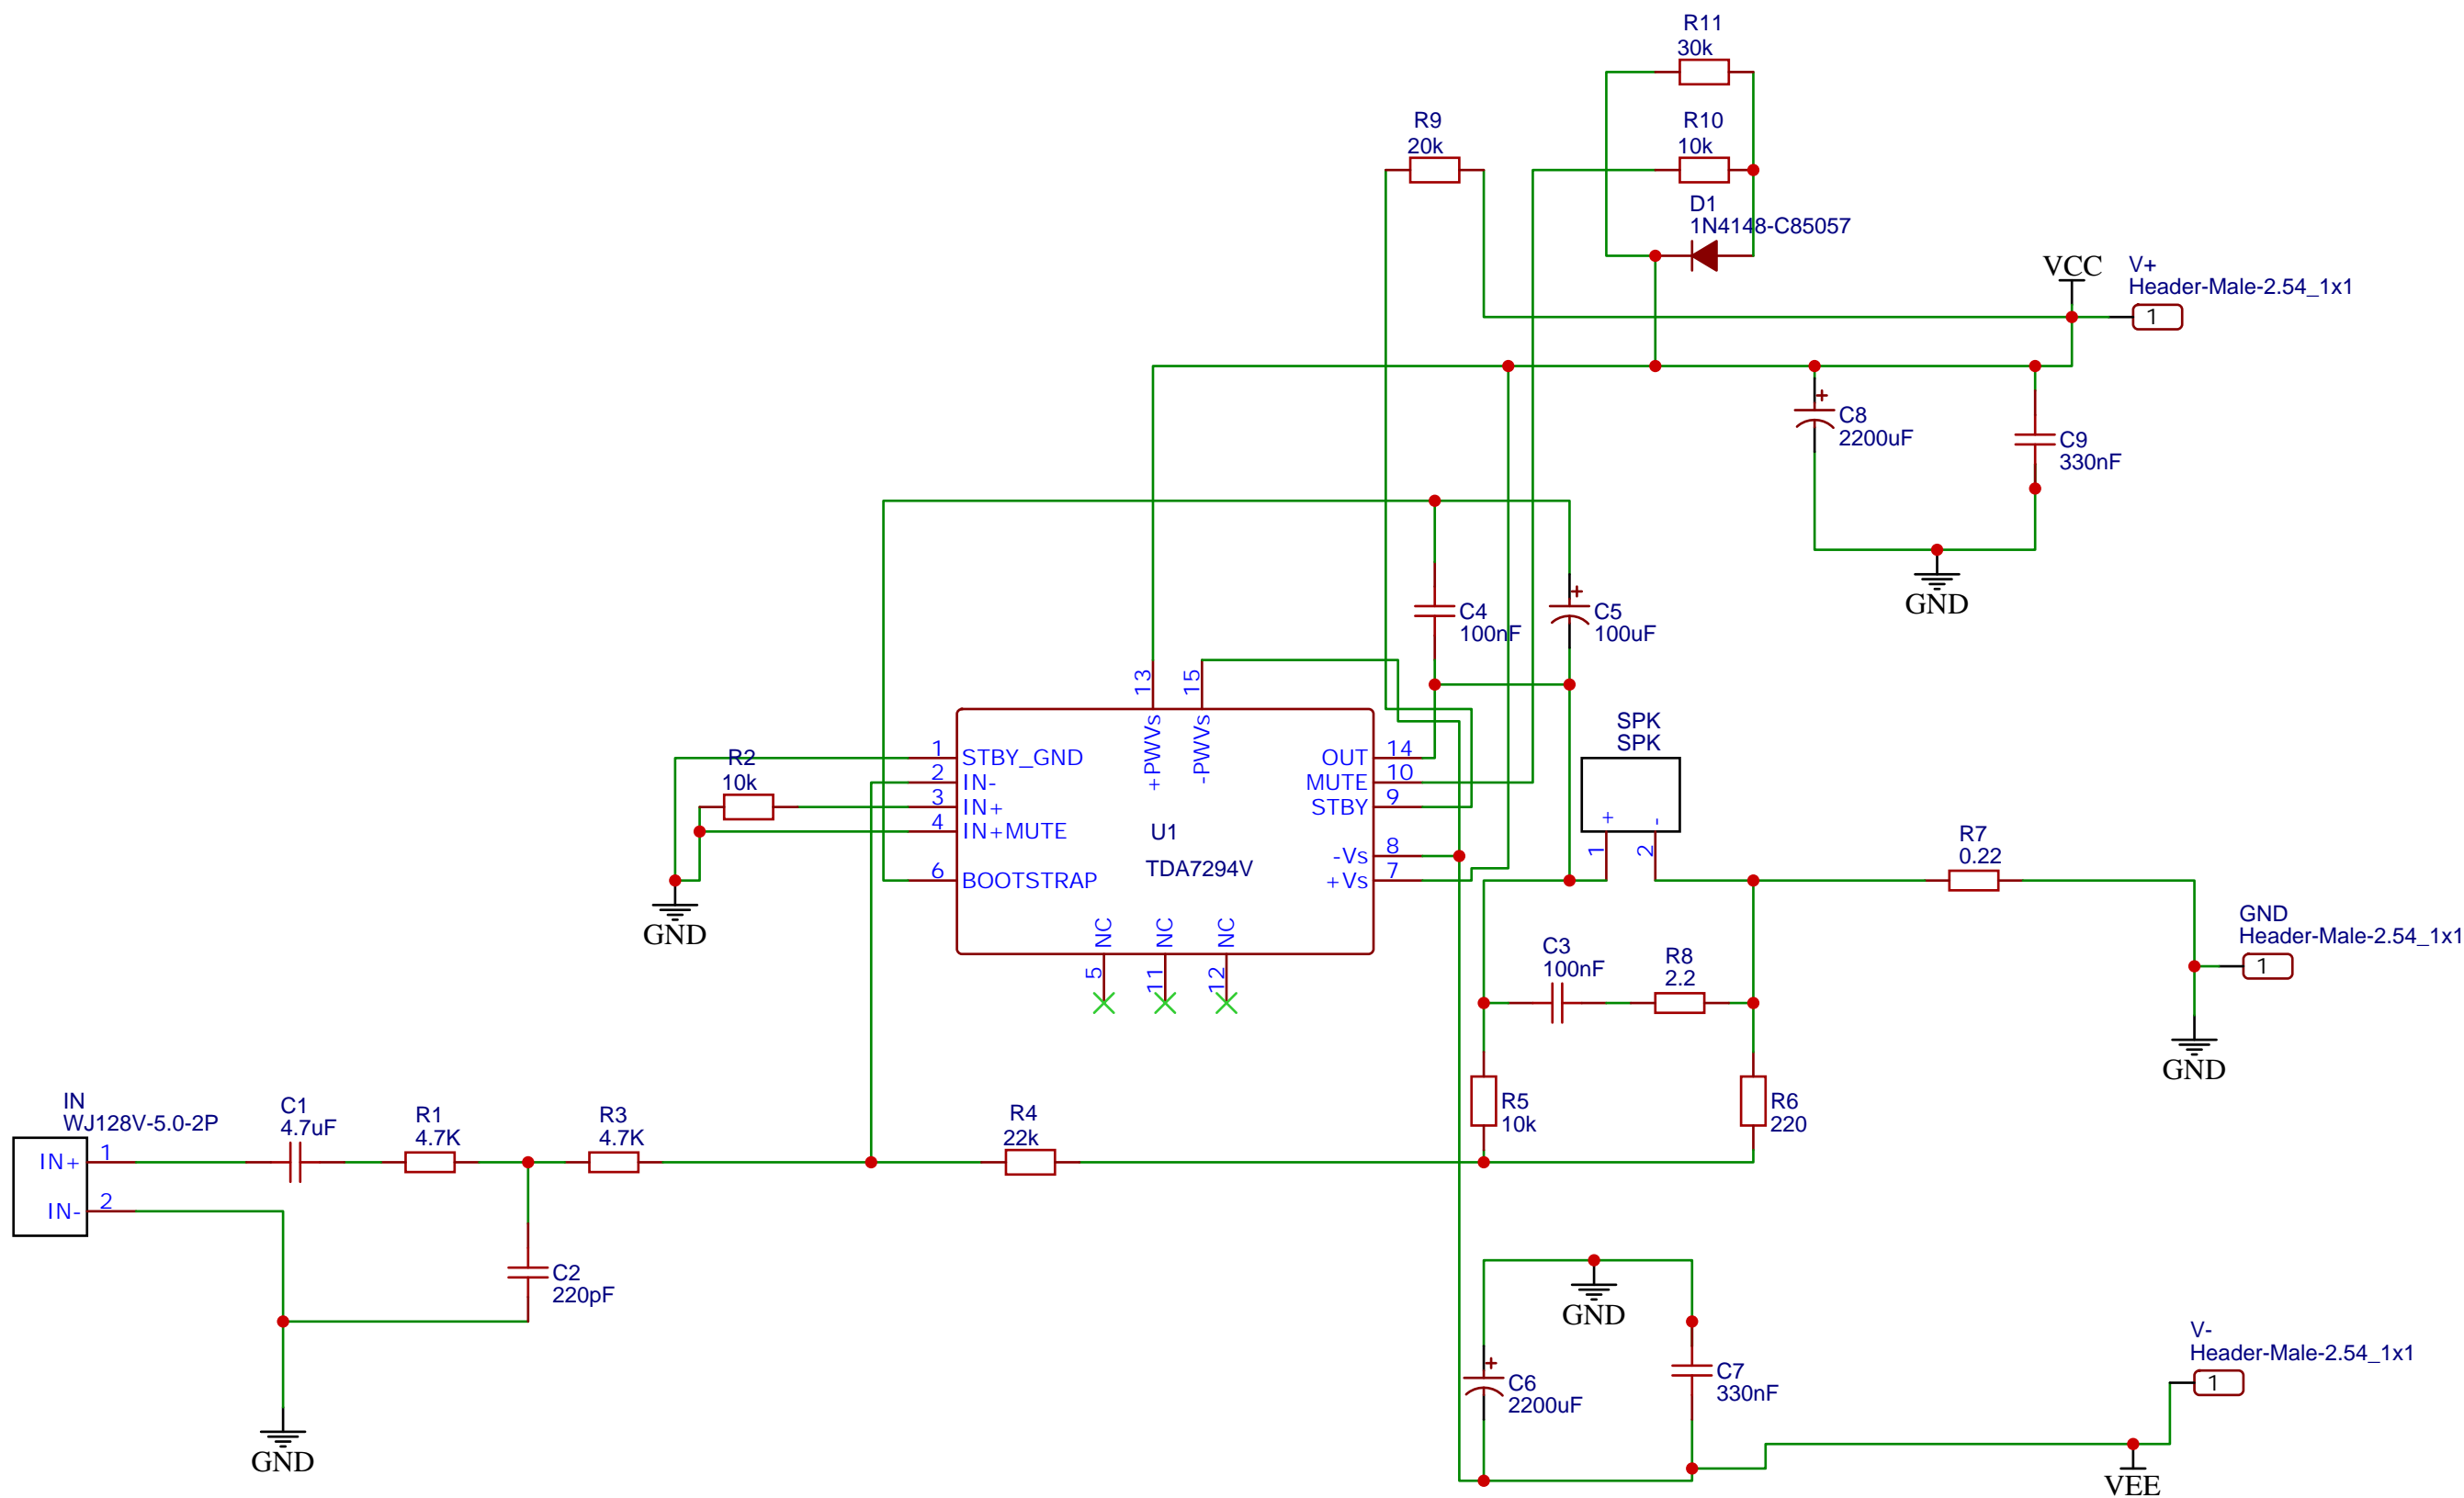 R11
30k
R9
20k
R10
10k
D1
1N4148-C85057
VCC
V+
Header-Male-2.54_1x1
1
+
C8
2200uF
C9
330nF
GND
C4
100nF
+
C5
100uF
13
15
+PWVs
-PWVs
SPK
SPK
+
-
1
2
R2
10k
1
STBY_GND
2
IN-
3
IN+
4
IN+MUTE
6
BOOTSTRAP
U1
TDA7294V
OUT
14
MUTE
10
STBY
9
-Vs
8
+Vs
7
NC
NC
NC
5
11
12
GND
R7
0.22
GND
Header-Male-2.54_1x1
1
GND
C3
100nF
R8
2.2
R5
10k
R6
220
IN
WJ128V-5.0-2P
IN+
1
IN-
2
C1
4.7uF
R1
4.7K
R3
4.7K
R4
22k
C2
220pF
GND
GND
+
C6
2200uF
C7
330nF
V-
Header-Male-2.54_1x1
1
VEE